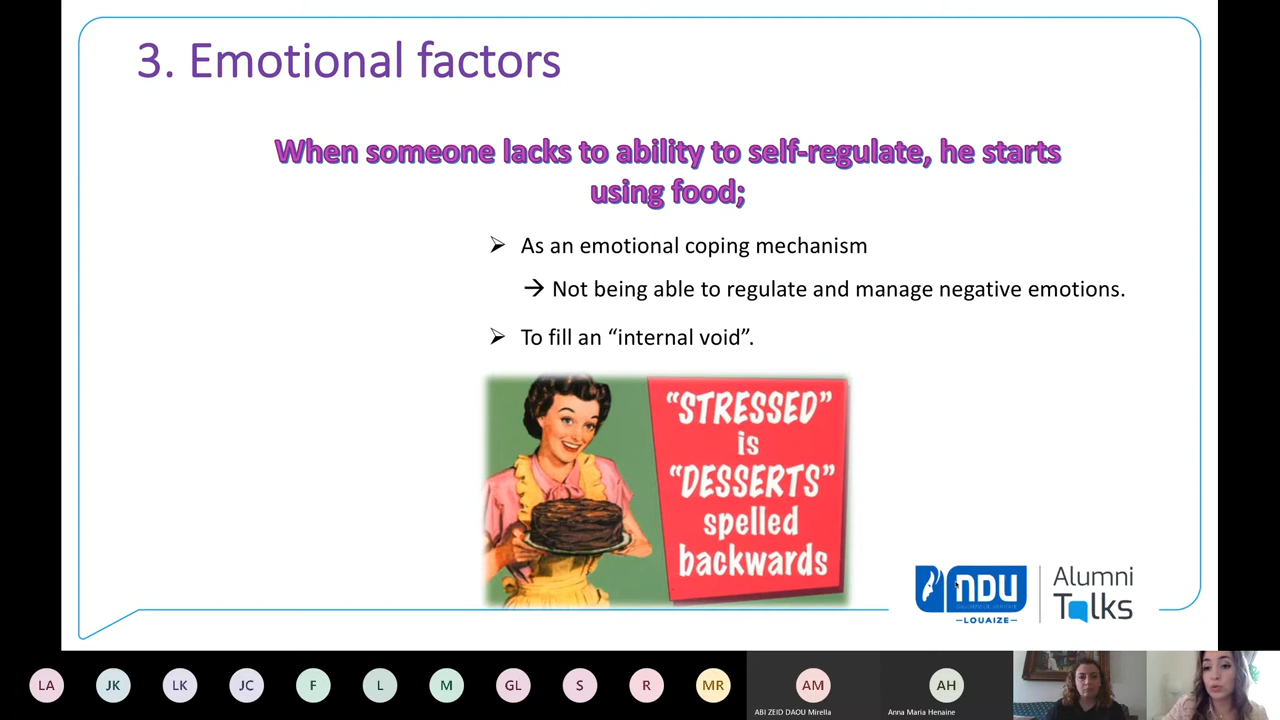 3. Emotional factors
When someone lacks to ability to self-regulate, he starts
using food;
➢ As an emotional coping mechanism
→ Not being able to regulate and manage negative emotions.
➢ To fill an “internal void”.
“STRESSED”
is
“DESSERTS”
spelled
backwards
NDU
-LOUAIZE-
Alumni
Talks
LA JK LK JC F L M GL S R MR AM AH
ABI ZEID DAOU Mirella
Anna Maria Henaine